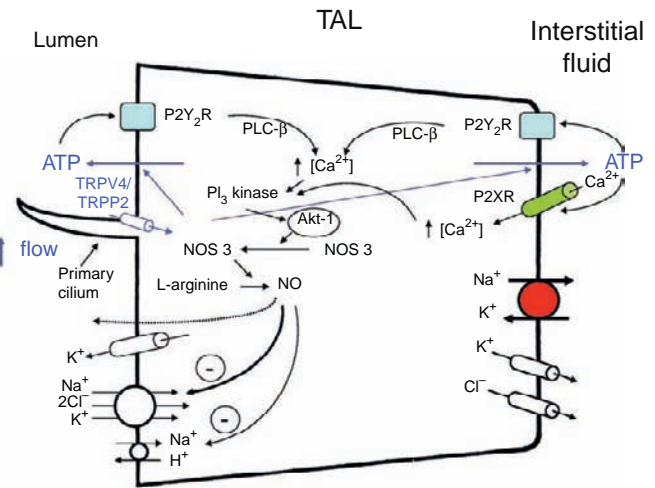 TAL
Lumen
Interstitial
fluid
P2Y₂R
PLC-β
PLC-β
P2Y₂R
ATP
[Ca²⁺]
ATP
TRPV4/
TRPP2
PI₃ kinase
P2XR
Ca²⁺
Akt-1
[Ca²⁺]
flow
NOS 3
NOS 3
Primary
cilium
L-arginine
NO
Na⁺
K⁺
K⁺
K⁺
Na⁺
2Cl⁻
K⁺
-
Cl⁻
-
Na⁺
H⁺